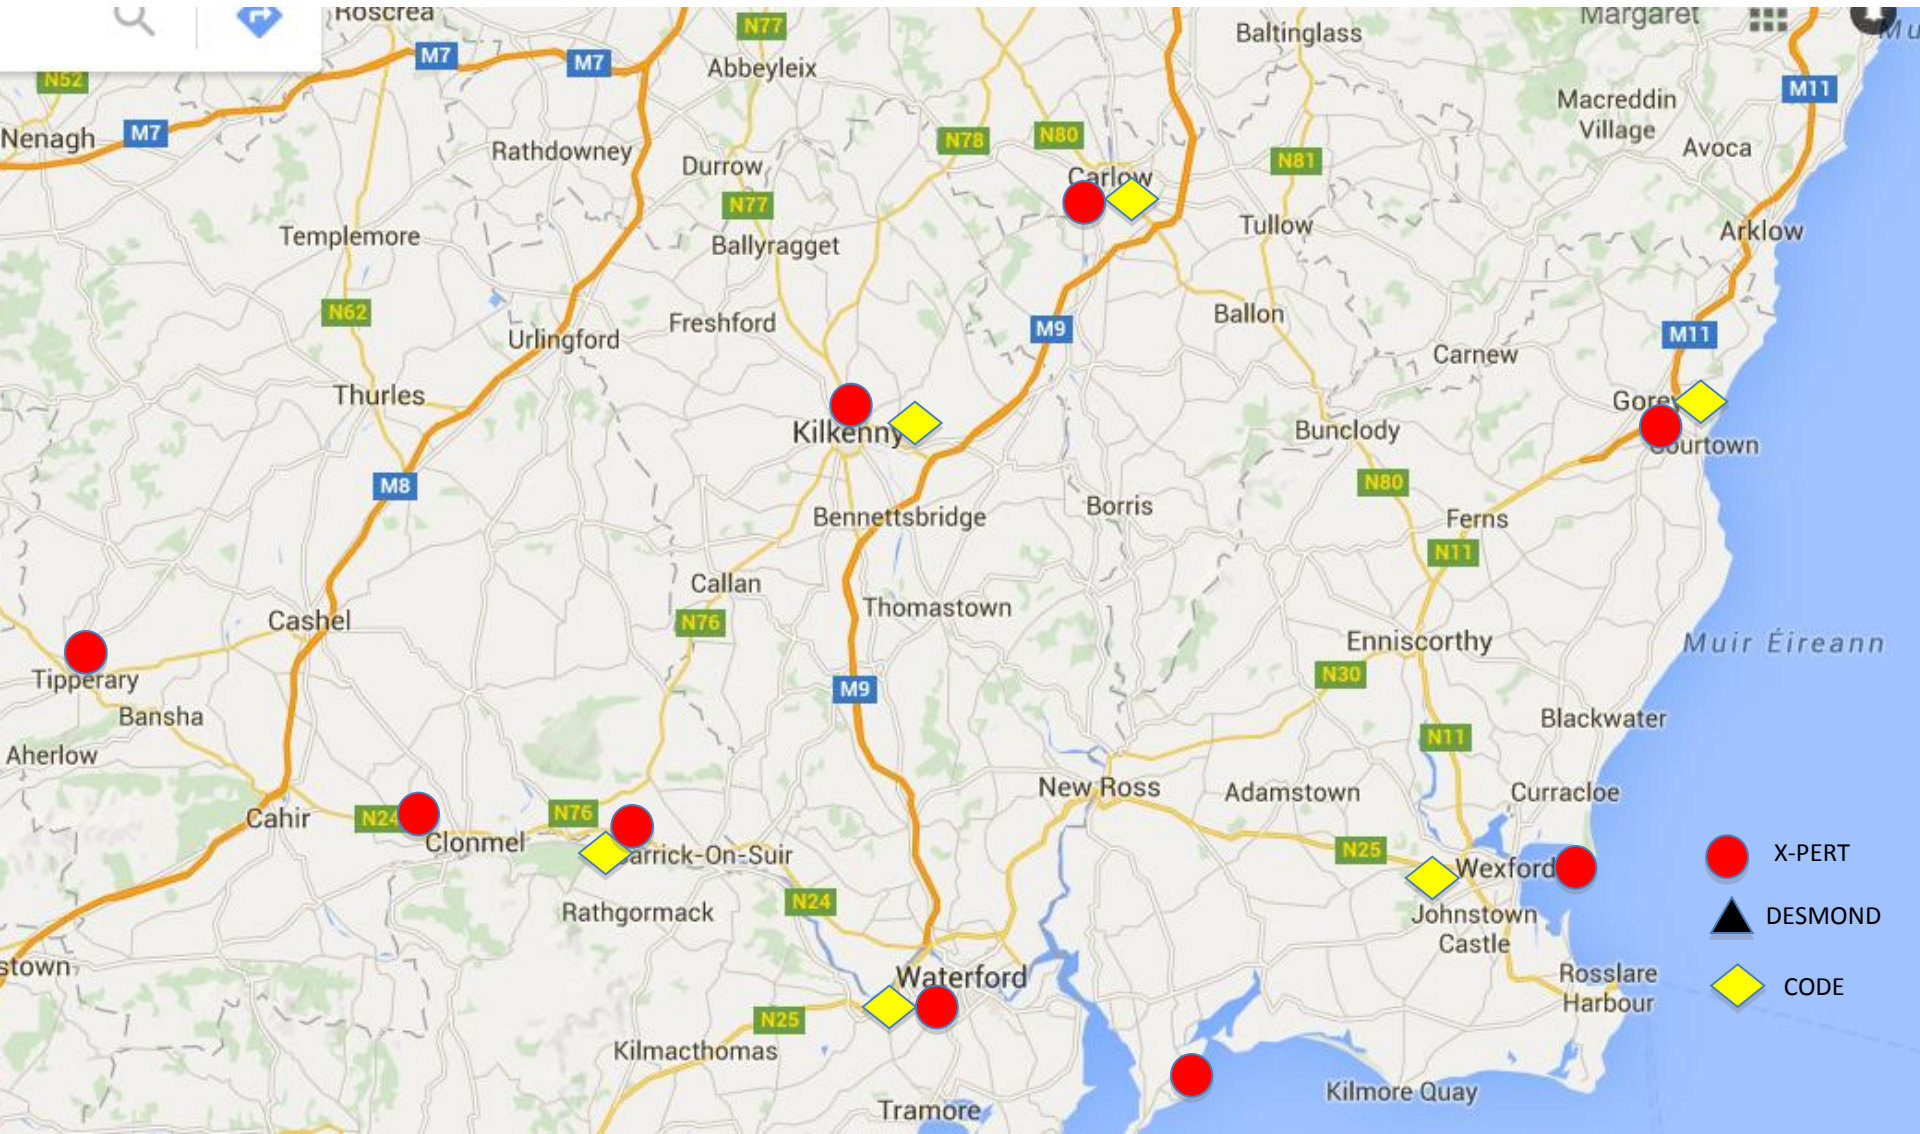 Roscrea
N77
Baltinglass
Margaret
M7
M7
Abbeyleix
N52
M11
Macreddin
Village
Nenagh
M7
Rathdowney
Durrow
N78
N80
N81
Avoca
Carlow
N77
Tullow
Templemore
Ballyragget
Arklow
N62
Freshford
Urlingford
M9
Ballon
M11
Carnew
Thurles
Gorey
Kilkenny
Bunclody
Courtown
M8
N80
Bennettsbridge
Borris
Ferns
N11
Callan
Thomastown
Cashel
N76
Enniscorthy
Muir Éireann
Tipperary
N30
M9
Bansha
Blackwater
Aherlow
N11
New Ross
Adamstown
Curracloe
Cahir
N24
N76
Clonmel
arrick-On-Suir
N25
Wexford
X-PERT
N24
Rathgormack
Johnstown
Castle
DESMOND
stown
Waterford
Rosslare
Harbour
CODE
N25
Kilmacthomas
Kilmore Quay
Tramore